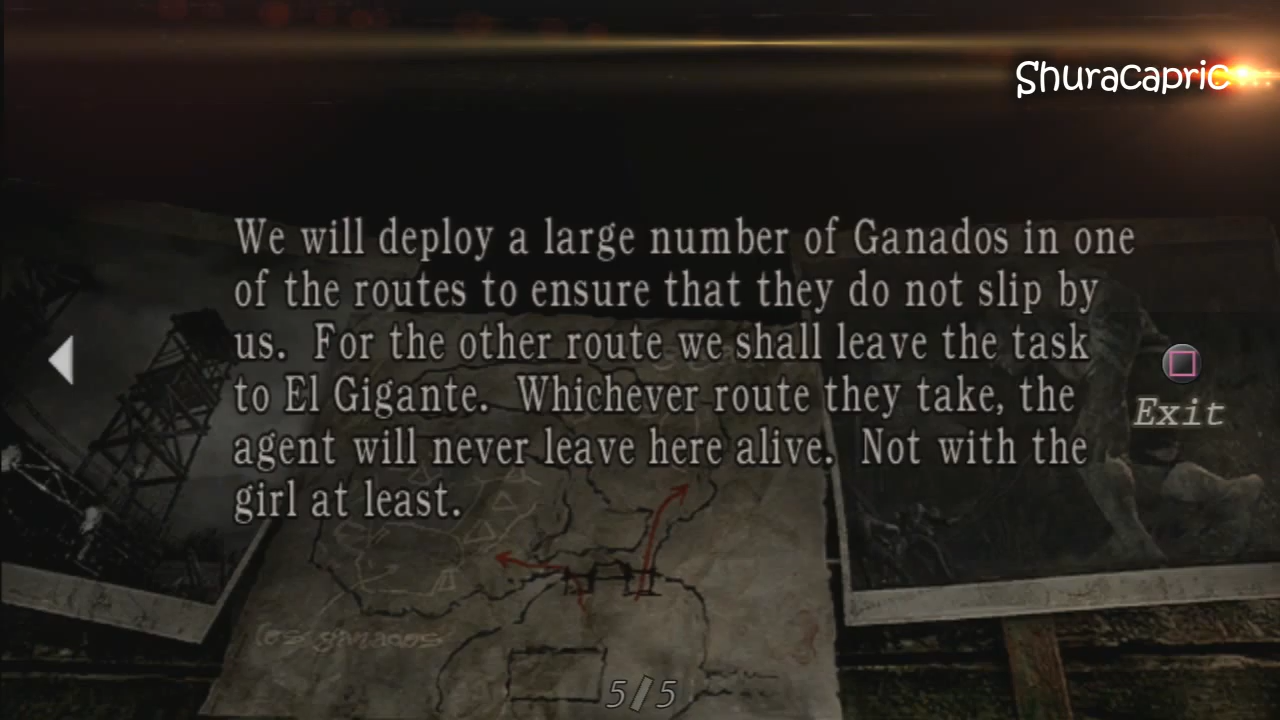 Shuracapric
We will deploy a large number of Ganados in one
of the routes to ensure that they do not slip by
us. For the other route we shall leave the task
to El Gigante. Whichever route they take, the
agent will never leave here alive. Not with the
girl at least.
Exit
los ganados
5/5